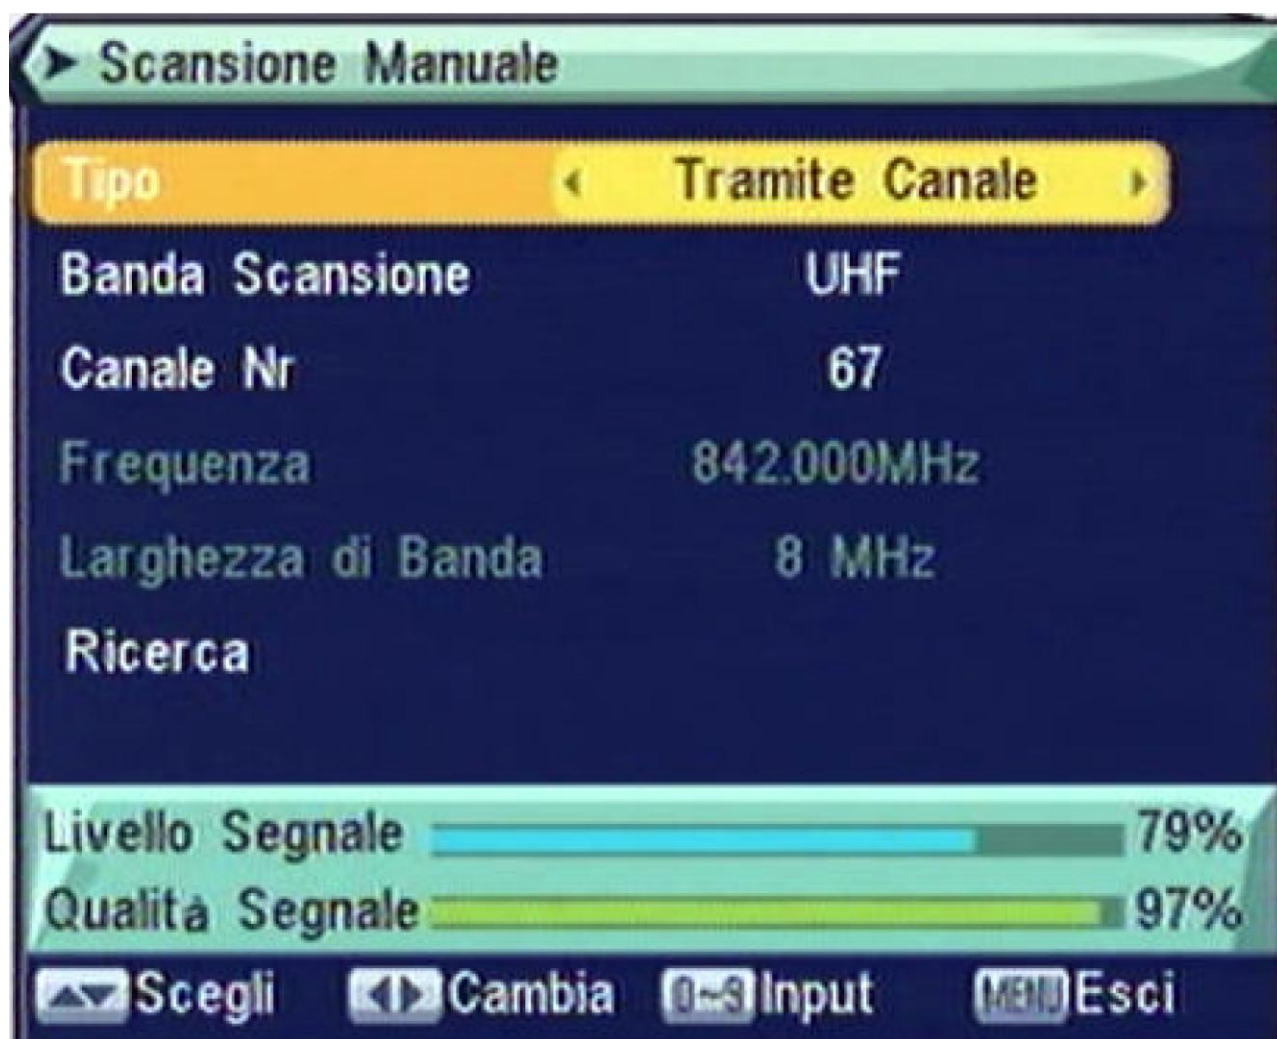 Scansione Manuale
Tipo Tramite Canale
Banda Scansione UHF
Canale Nr 67
Frequenza 842.000MHz
Larghezza di Banda 8 MHz
Ricerca
Livello Segnale 79%
Qualità Segnale 97%
Scegli Cambia 0~9 Input MENU Esci